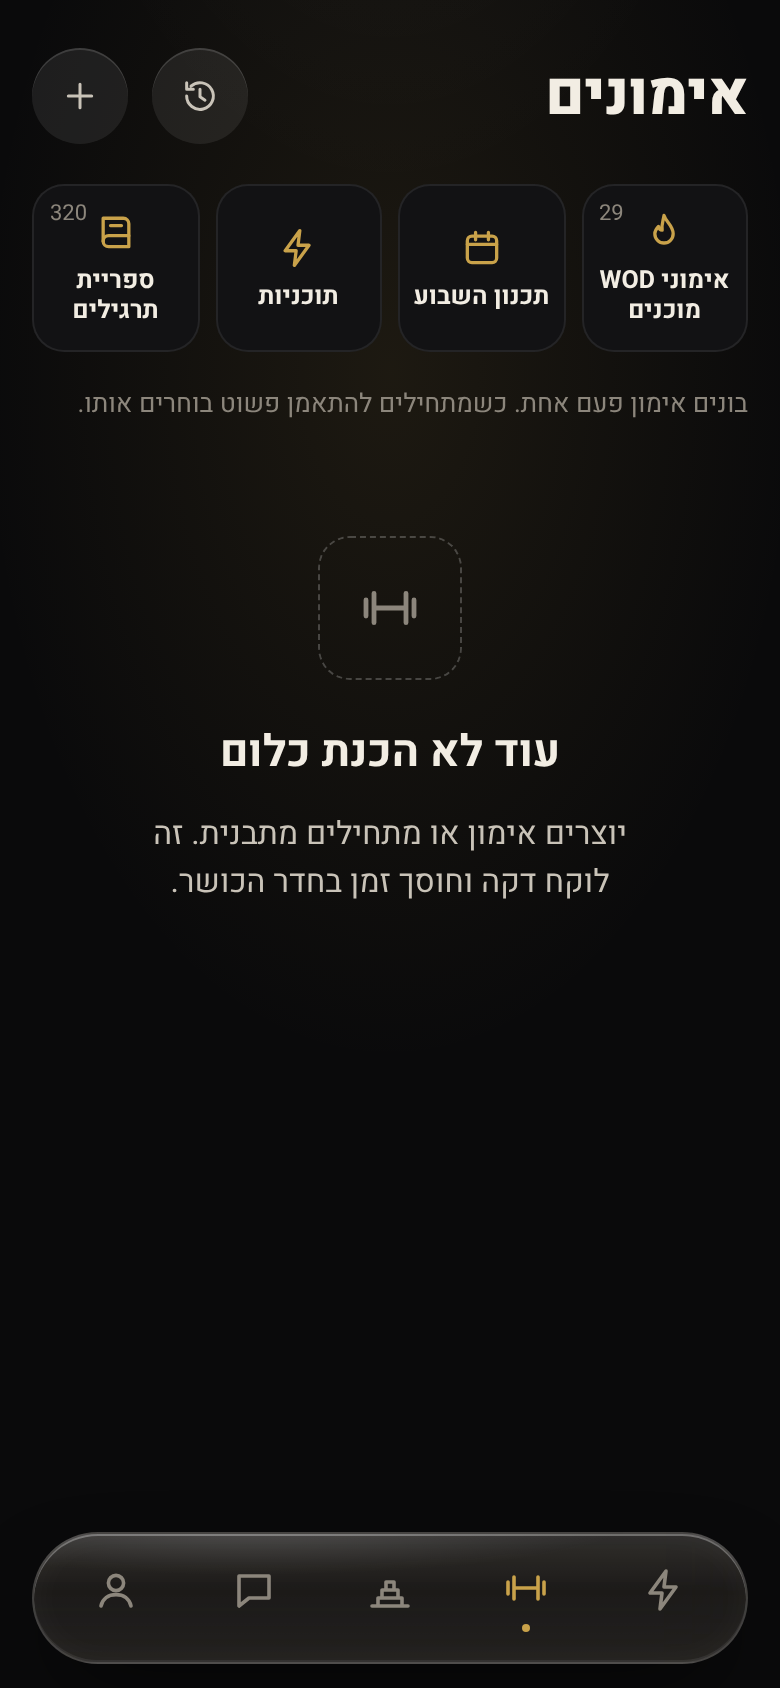 אימונים
29
אימוני WOD
מוכנים
תכנון השבוע
תוכניות
320
ספריית
תרגילים
בונים אימון פעם אחת. כשמתחילים להתאמן פשוט בוחרים אותו.
עוד לא הכנת כלום
יוצרים אימון או מתחילים מתבנית. זה
לוקח דקה וחוסך זמן בחדר הכושר.